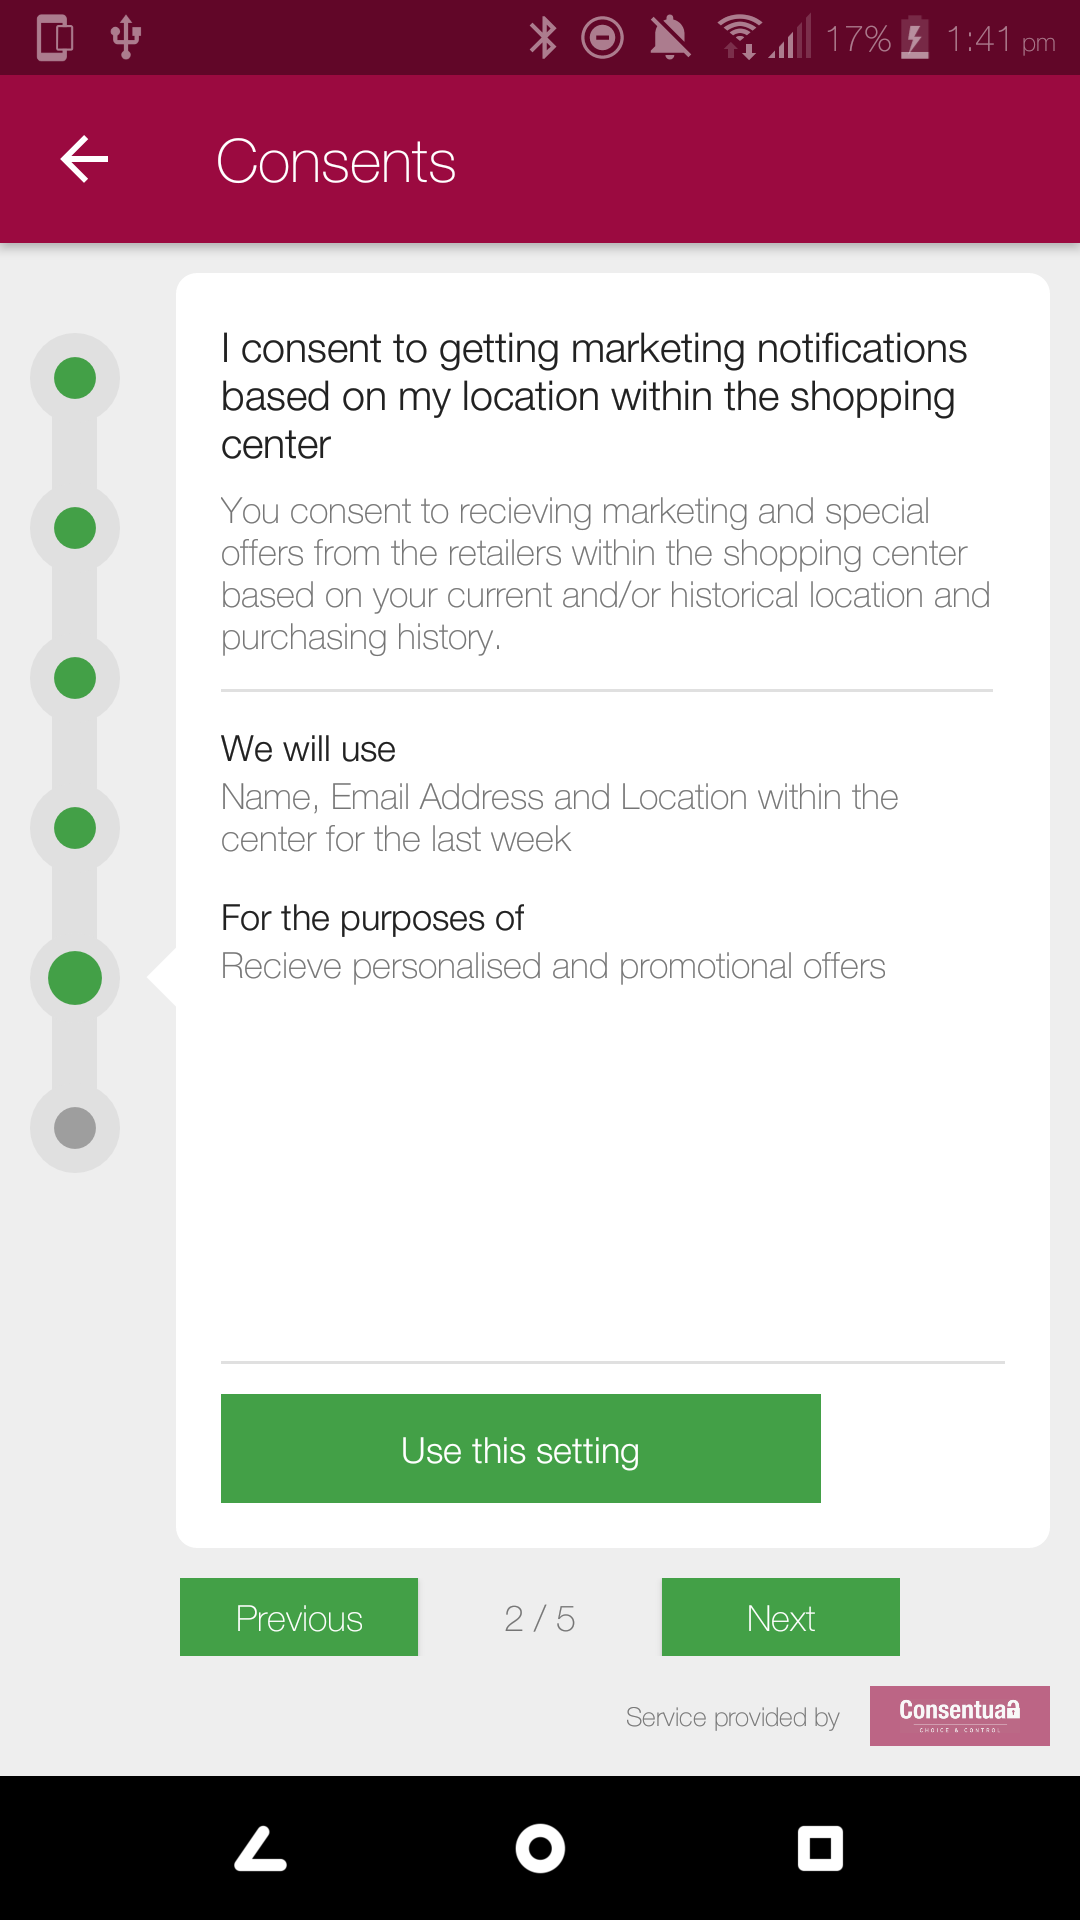 17% 1:41 pm
Consents
I consent to getting marketing notifications
based on my location within the shopping
center
You consent to recieving marketing and special
offers from the retailers within the shopping center
based on your current and/or historical location and
purchasing history.
We will use
Name, Email Address and Location within the
center for the last week
For the purposes of
Recieve personalised and promotional offers
Use this setting
Previous 2 / 5 Next
Service provided by Consentua
CHOICE & CONTROL